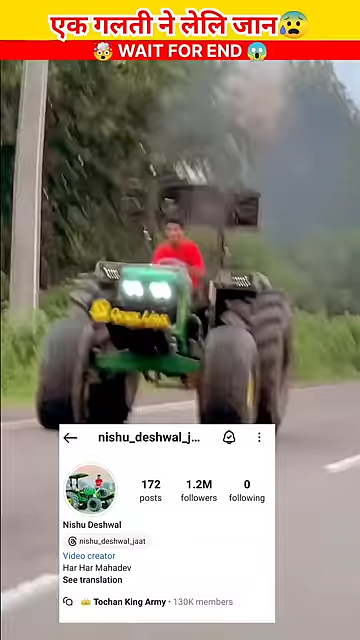 एक गलती ने लेलि जान😰
🤯 WAIT FOR END 😱
nishu_deshwal_j...
172
1.2M
0
posts
followers
following
Nishu Deshwal
nishu_deshwal_jaat
Video creator
Har Har Mahadev
See translation
👑 Tochan King Army • 130K members